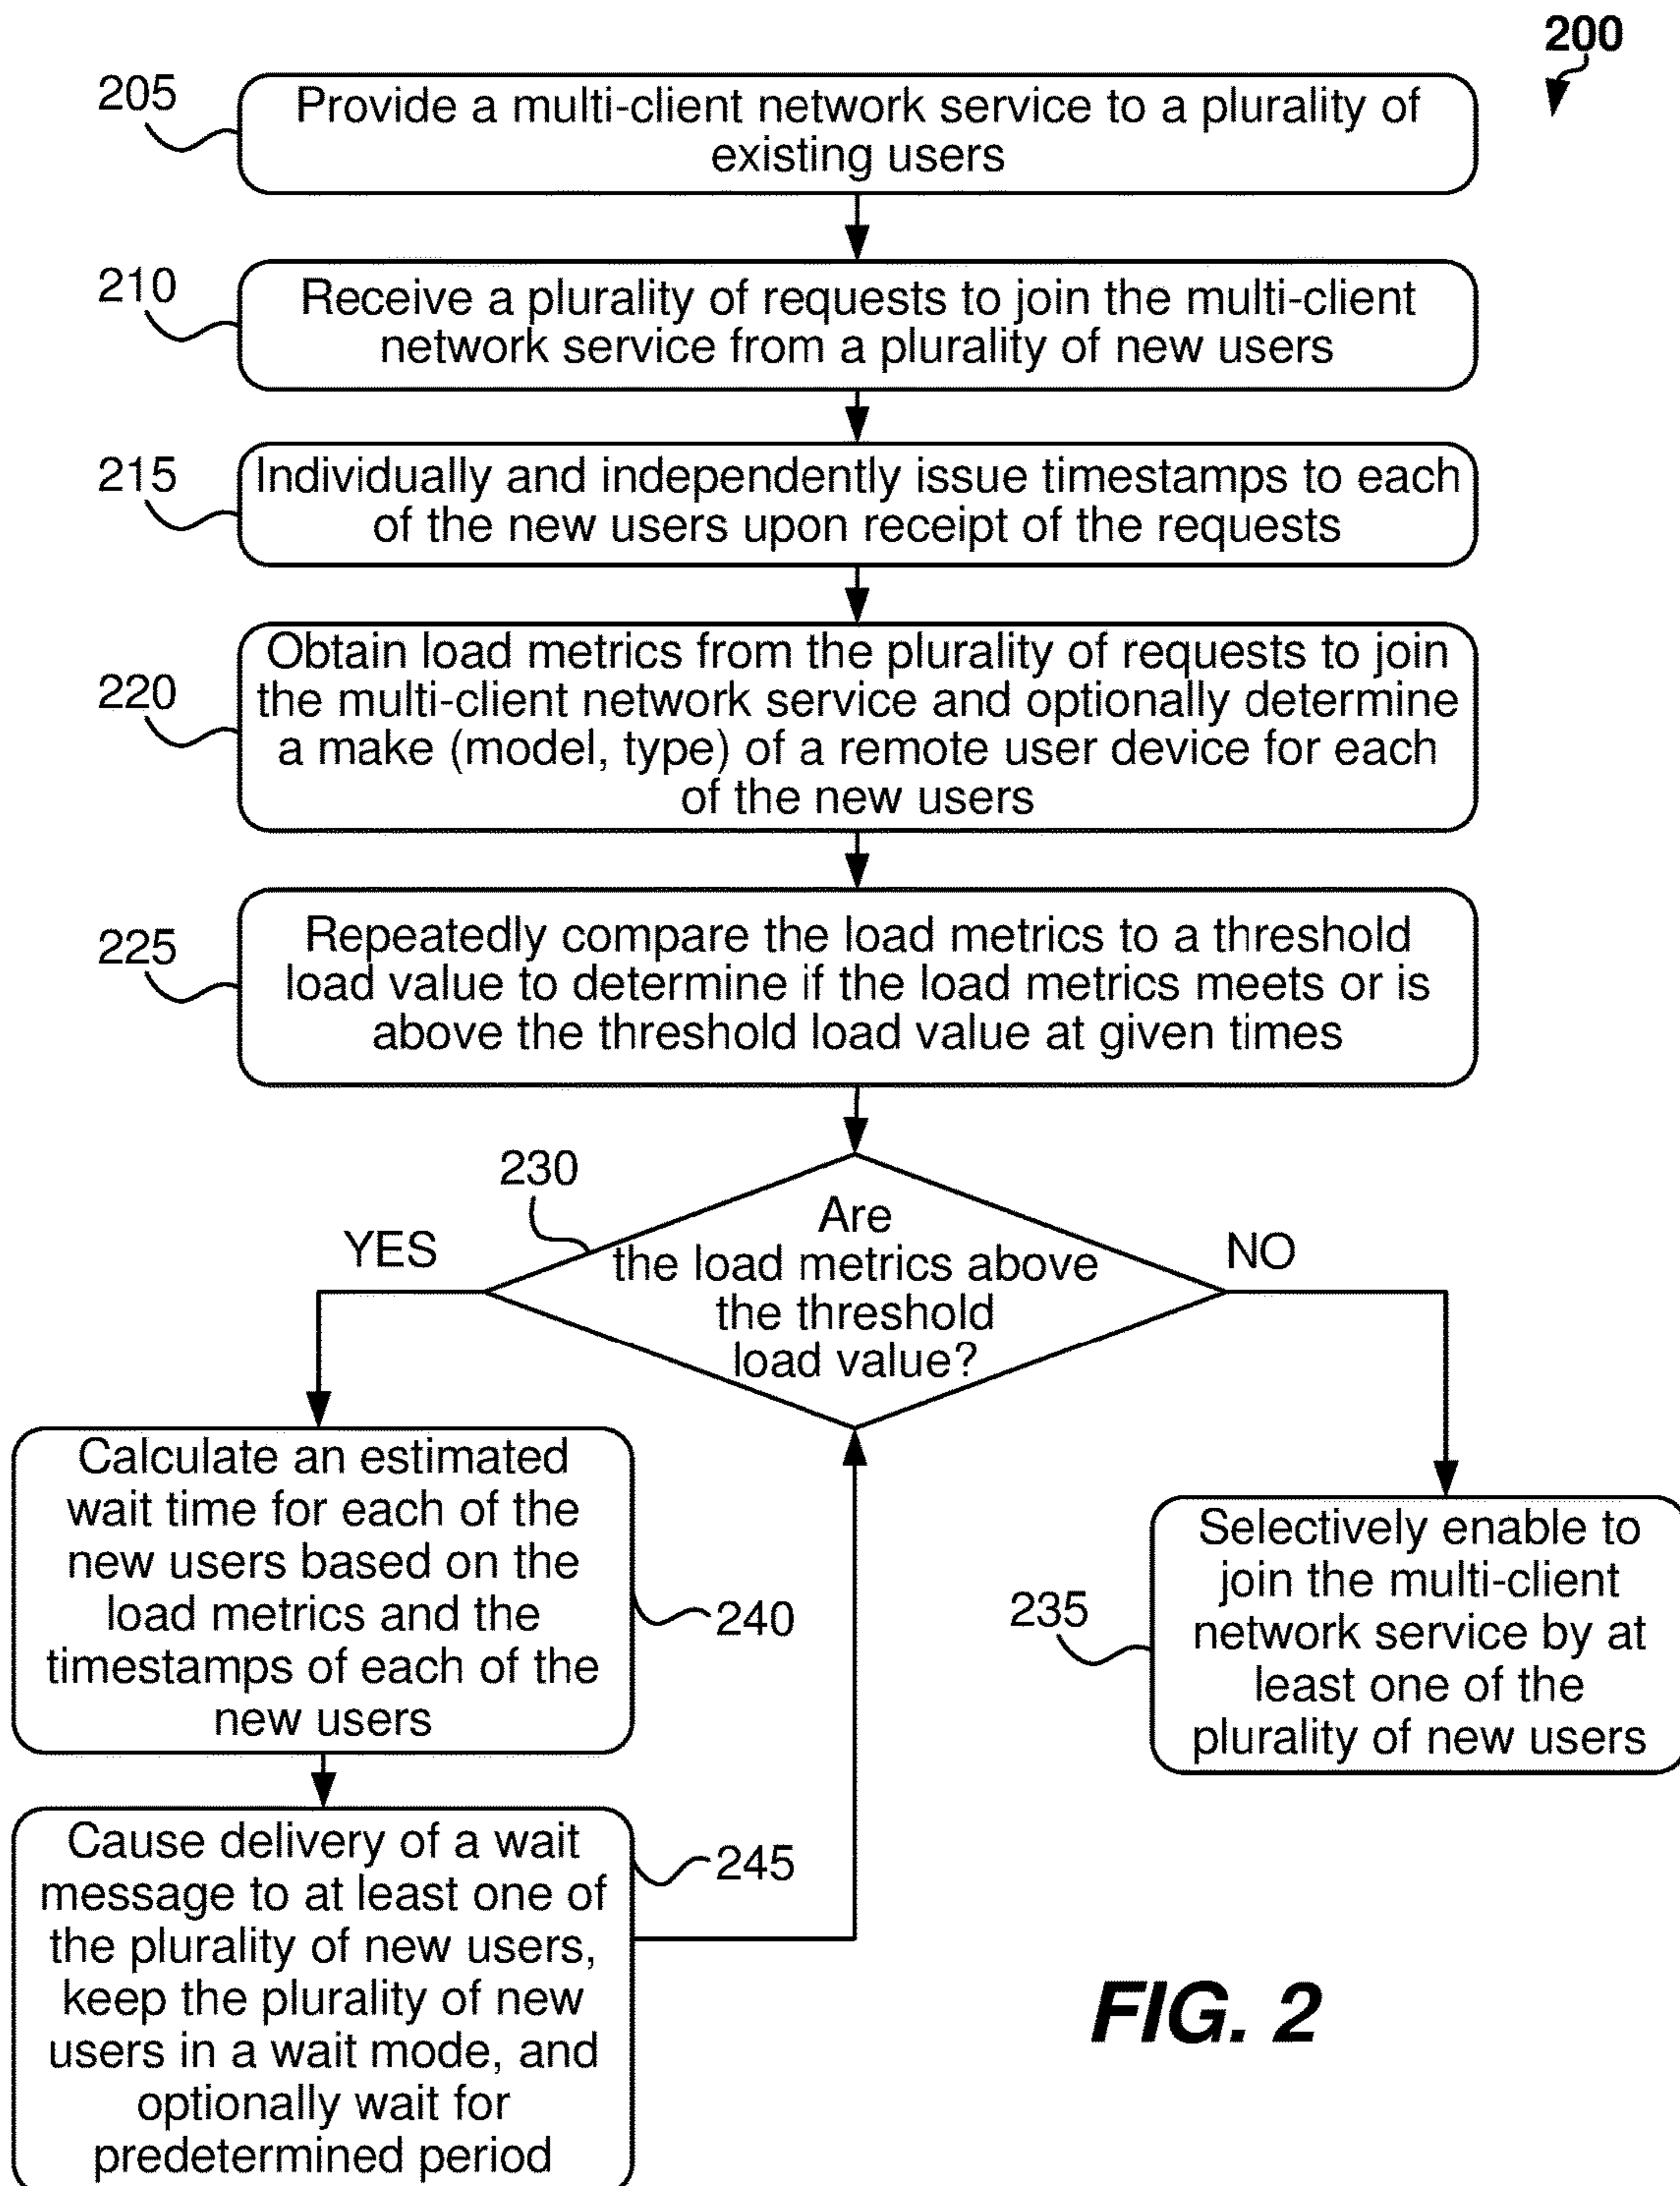 200
205
Provide a multi-client network service to a plurality of
existing users
210
Receive a plurality of requests to join the multi-client
network service from a plurality of new users
215
Individually and independently issue timestamps to each
of the new users upon receipt of the requests
220
Obtain load metrics from the plurality of requests to join
the multi-client network service and optionally determine
a make (model, type) of a remote user device for each
of the new users
225
Repeatedly compare the load metrics to a threshold
load value to determine if the load metrics meets or is
above the threshold load value at given times
230
Are
the load metrics above
the threshold
load value?
YES
NO
Calculate an estimated
wait time for each of the
new users based on the
load metrics and the
timestamps of each of the
new users
240
235
Selectively enable to
join the multi-client
network service by at
least one of the
plurality of new users
Cause delivery of a wait
message to at least one of
the plurality of new users,
keep the plurality of new
users in a wait mode, and
optionally wait for
predetermined period
245
FIG. 2